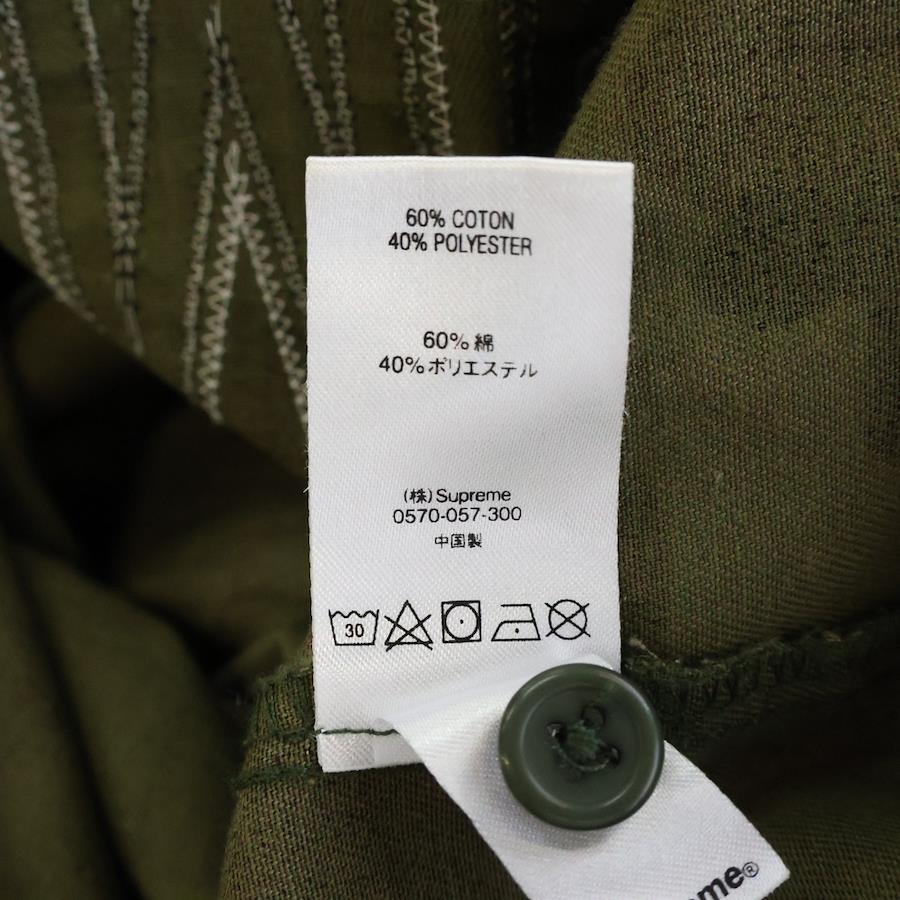 60% COTON
40% POLYESTER
60%綿
40%ポリエステル
(株)Supreme
0570-057-300
中国製
30
eme®